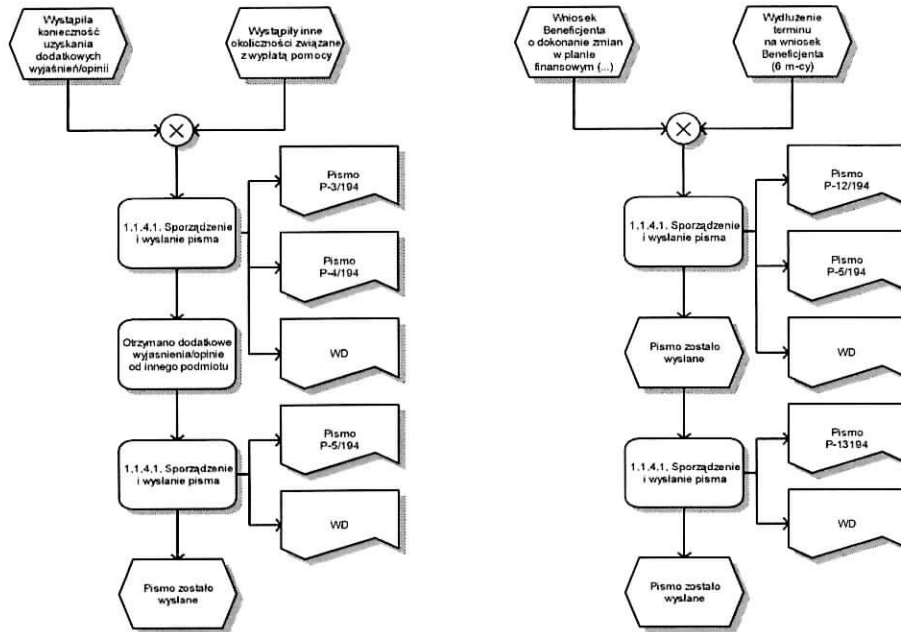 Wystąpiła
konieczność
uzyskania
dodatkowych
wyjaśnień/opinii
Wystąpiły inne
okoliczności związane
z wypłatą pomocy
1.1.4.1. Sporządzenie
i wysłanie pisma
Pismo
P-3/194
Pismo
P-4/194
WD
Otrzymano dodatkowe
wyjasnienia/opinie
od innego podmiotu
1.1.4.1. Sporządzenie
i wysłanie pisma
Pismo
P-5/194
WD
Pismo zostało
wysłane
Wniosek
Beneficjenta
o dokonanie zmian
w planie
finansowym (...)
Wydłużenie
terminu
na wniosek
Beneficjenta
(6 m-cy)
1.1.4.1. Sporządzenie
i wysłanie pisma
Pismo
P-12/194
Pismo
P-5/194
WD
Pismo zostało
wysłane
1.1.4.1. Sporządzenie
i wysłanie pisma
Pismo
P-13194
WD
Pismo zostało
wysłane